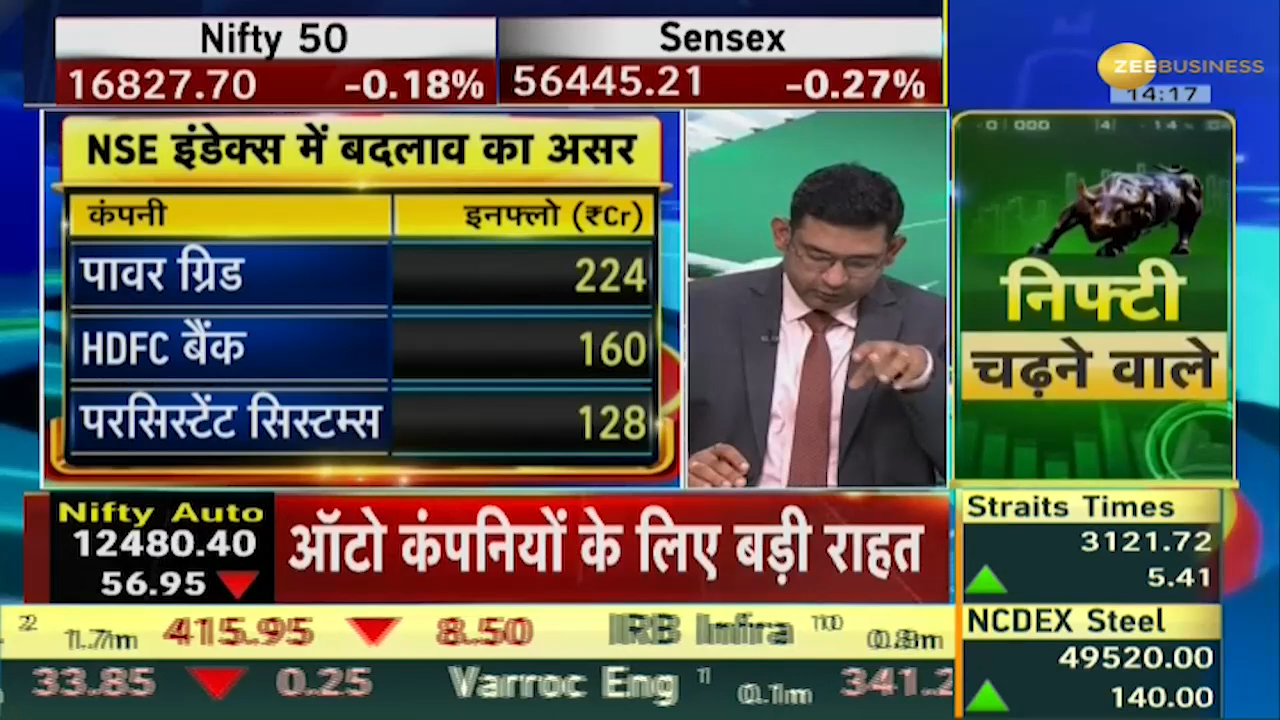 Nifty 50
16827.70 -0.18%
Sensex
56445.21 -0.27%
ZEEBUSINESS
14:17
NSE इंडेक्स में बदलाव का असर
कंपनी इनफ्लो (₹Cr)
पावर ग्रिड 224
HDFC बैंक 160
परसिस्टेंट सिस्टम्स 128
निफ्टी
चढ़ने वाले
Nifty Auto
12480.40
56.95
ऑटो कंपनियों के लिए बड़ी राहत
Straits Times
3121.72
5.41
NCDEX Steel
49520.00
140.00
1.7m 415.95 8.50 IRB Infra 0.8m
33.85 0.25 Varroc Eng 0.1m 341.2